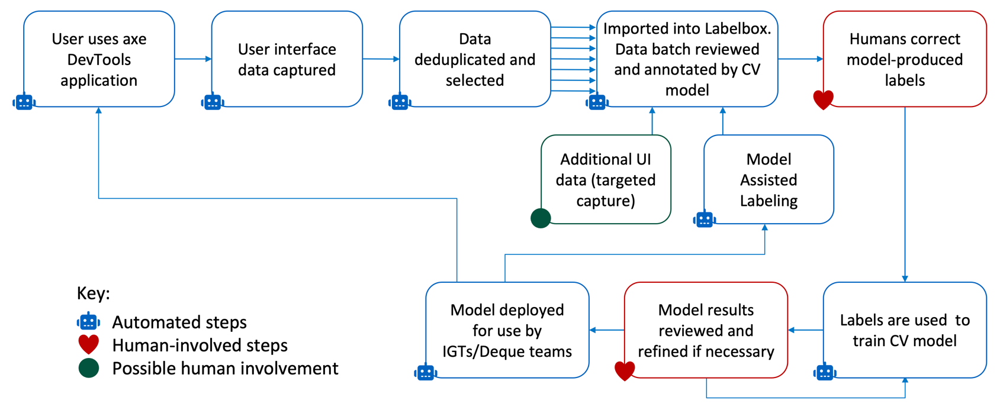 User uses axe
DevTools
application
User interface
data captured
Data
deduplicated and
selected
Imported into Labelbox.
Data batch reviewed
and annotated by CV
model
Humans correct
model-produced
labels
Additional UI
data (targeted
capture)
Model
Assisted
Labeling
Model deployed
for use by
IGTs/Deque teams
Model results
reviewed and
refined if necessary
Labels are used to
train CV model
Key:
Automated steps
Human-involved steps
Possible human involvement